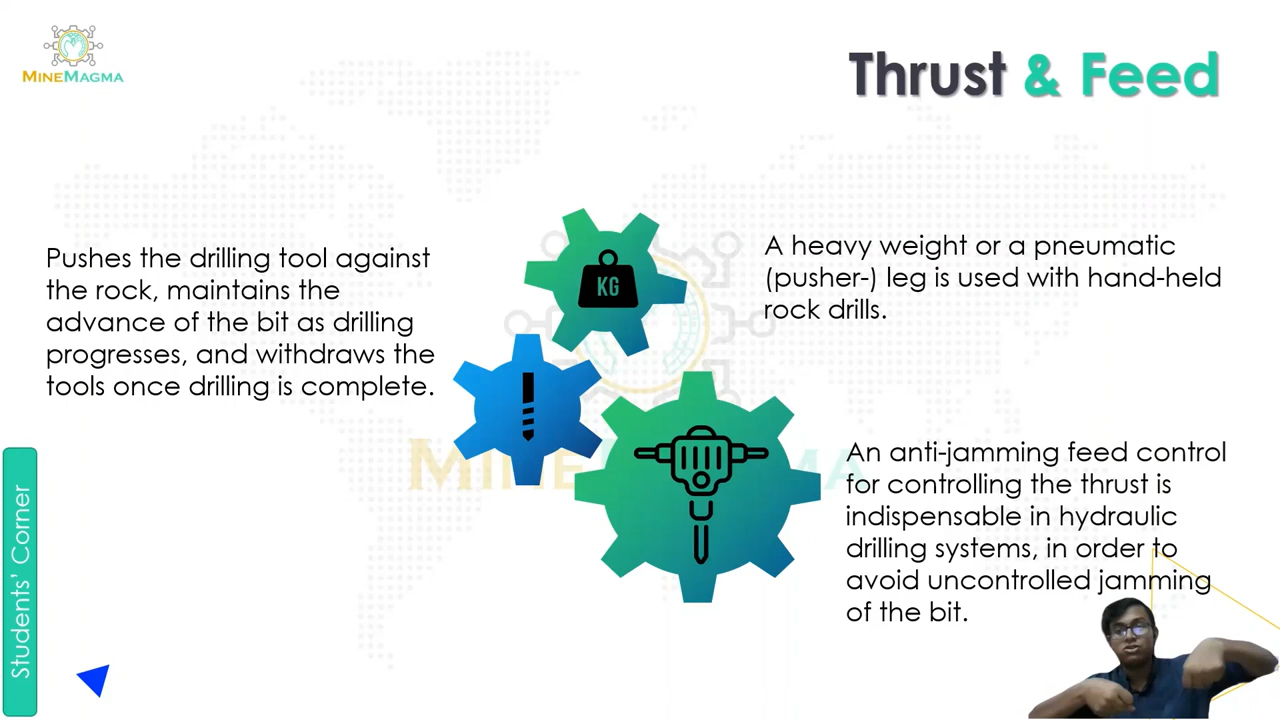 MINEMAGMA
Thrust & Feed
Pushes the drilling tool against
the rock, maintains the
advance of the bit as drilling
progresses, and withdraws the
tools once drilling is complete.
KG
A heavy weight or a pneumatic
(pusher-) leg is used with hand-held
rock drills.
An anti-jamming feed control
for controlling the thrust is
indispensable in hydraulic
drilling systems, in order to
avoid uncontrolled jamming
of the bit.
Students' Corner
MINEMAGMA